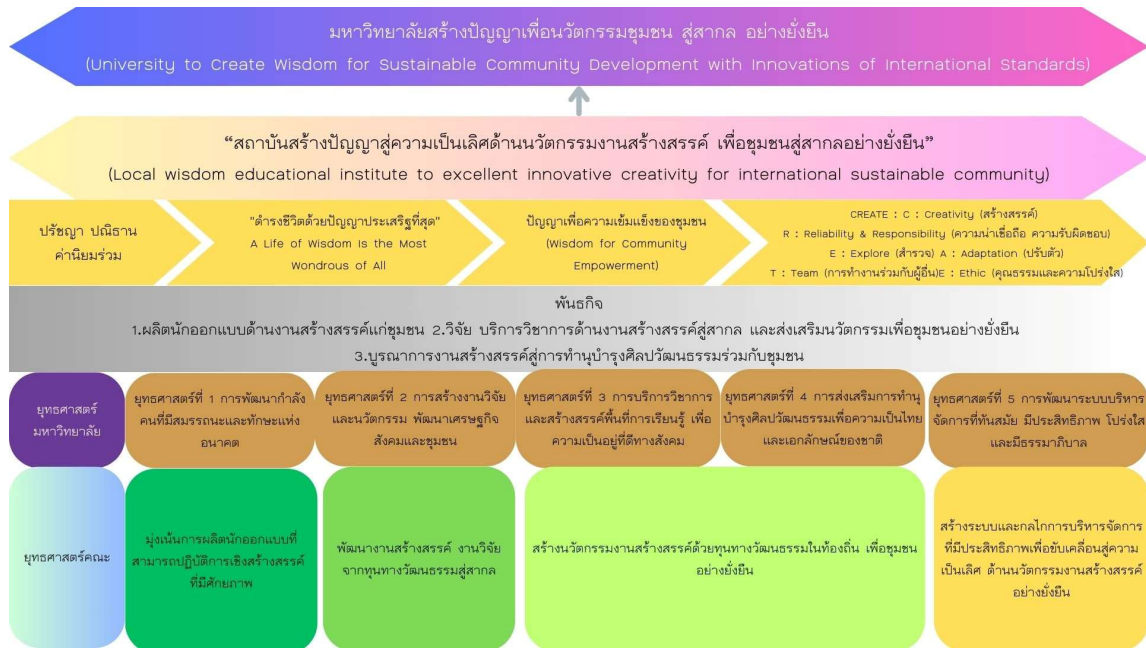 มหาวิทยาลัยสร้างปัญญาเพื่อนวัตกรรมชุมชน สู่สากล อย่างยั่งยืน
(University to Create Wisdom for Sustainable Community Development with Innovations of International Standards)
“สถาบันสร้างปัญญาสู่ความเป็นเลิศด้านนวัตกรรมงานสร้างสรรค์ เพื่อชุมชนสู่สากลอย่างยั่งยืน”
(Local wisdom educational institute to excellent innovative creativity for international sustainable community)
ปรัชญา ปณิธาน
ค่านิยมร่วม
"ดำรงชีวิตด้วยปัญญาประเสริฐที่สุด"
A Life of Wisdom Is the Most
Wondrous of All
ปัญญาเพื่อความเข้มแข็งของชุมชน
(Wisdom for Community
Empowerment)
CREATE : C : Creativity (สร้างสรรค์)
R : Reliability & Responsibility (ความน่าเชื่อถือ ความรับผิดชอบ)
E : Explore (สำรวจ) A : Adaptation (ปรับตัว)
T : Team (การทำงานร่วมกับผู้อื่น)E : Ethic (คุณธรรมและความโปร่งใส)
พันธกิจ
1.ผลิตนักออกแบบด้านงานสร้างสรรค์แก่ชุมชน 2.วิจัย บริการวิชาการด้านงานสร้างสรรค์สู่สากล และส่งเสริมนวัตกรรมเพื่อชุมชนอย่างยั่งยืน
3.บูรณาการงานสร้างสรรค์สู่การทำนุบำรุงศิลปวัฒนธรรมร่วมกับชุมชน
ยุทธศาสตร์
มหาวิทยาลัย
ยุทธศาสตร์ที่ 1 การพัฒนากำลัง
คนที่มีสมรรถนะและทักษะแห่ง
อนาคต
ยุทธศาสตร์ที่ 2 การสร้างงานวิจัย
และนวัตกรรม พัฒนาเศรษฐกิจ
สังคมและชุมชน
ยุทธศาสตร์ที่ 3 การบริการวิชาการ
และสร้างสรรค์พื้นที่การเรียนรู้ เพื่อ
ความเป็นอยู่ที่ดีทางสังคม
ยุทธศาสตร์ที่ 4 การส่งเสริมการทำนุ
บำรุงศิลปวัฒนธรรมเพื่อความเป็นไทย
และเอกลักษณ์ของชาติ
ยุทธศาสตร์ที่ 5 การพัฒนาระบบบริหาร
จัดการที่ทันสมัย มีประสิทธิภาพ โปร่งใส
และมีธรรมาภิบาล
ยุทธศาสตร์คณะ
มุ่งเน้นการผลิตนักออกแบบที่
สามารถปฏิบัติการเชิงสร้างสรรค์
ที่มีศักยภาพ
พัฒนางานสร้างสรรค์ งานวิจัย
จากทุนทางวัฒนธรรมสู่สากล
สร้างนวัตกรรมงานสร้างสรรค์ด้วยทุนทางวัฒนธรรมในท้องถิ่น เพื่อชุมชน
อย่างยั่งยืน
สร้างระบบและกลไกการบริหารจัดการ
ที่มีประสิทธิภาพเพื่อขับเคลื่อนสู่ความ
เป็นเลิศ ด้านนวัตกรรมงานสร้างสรรค์
อย่างยั่งยืน